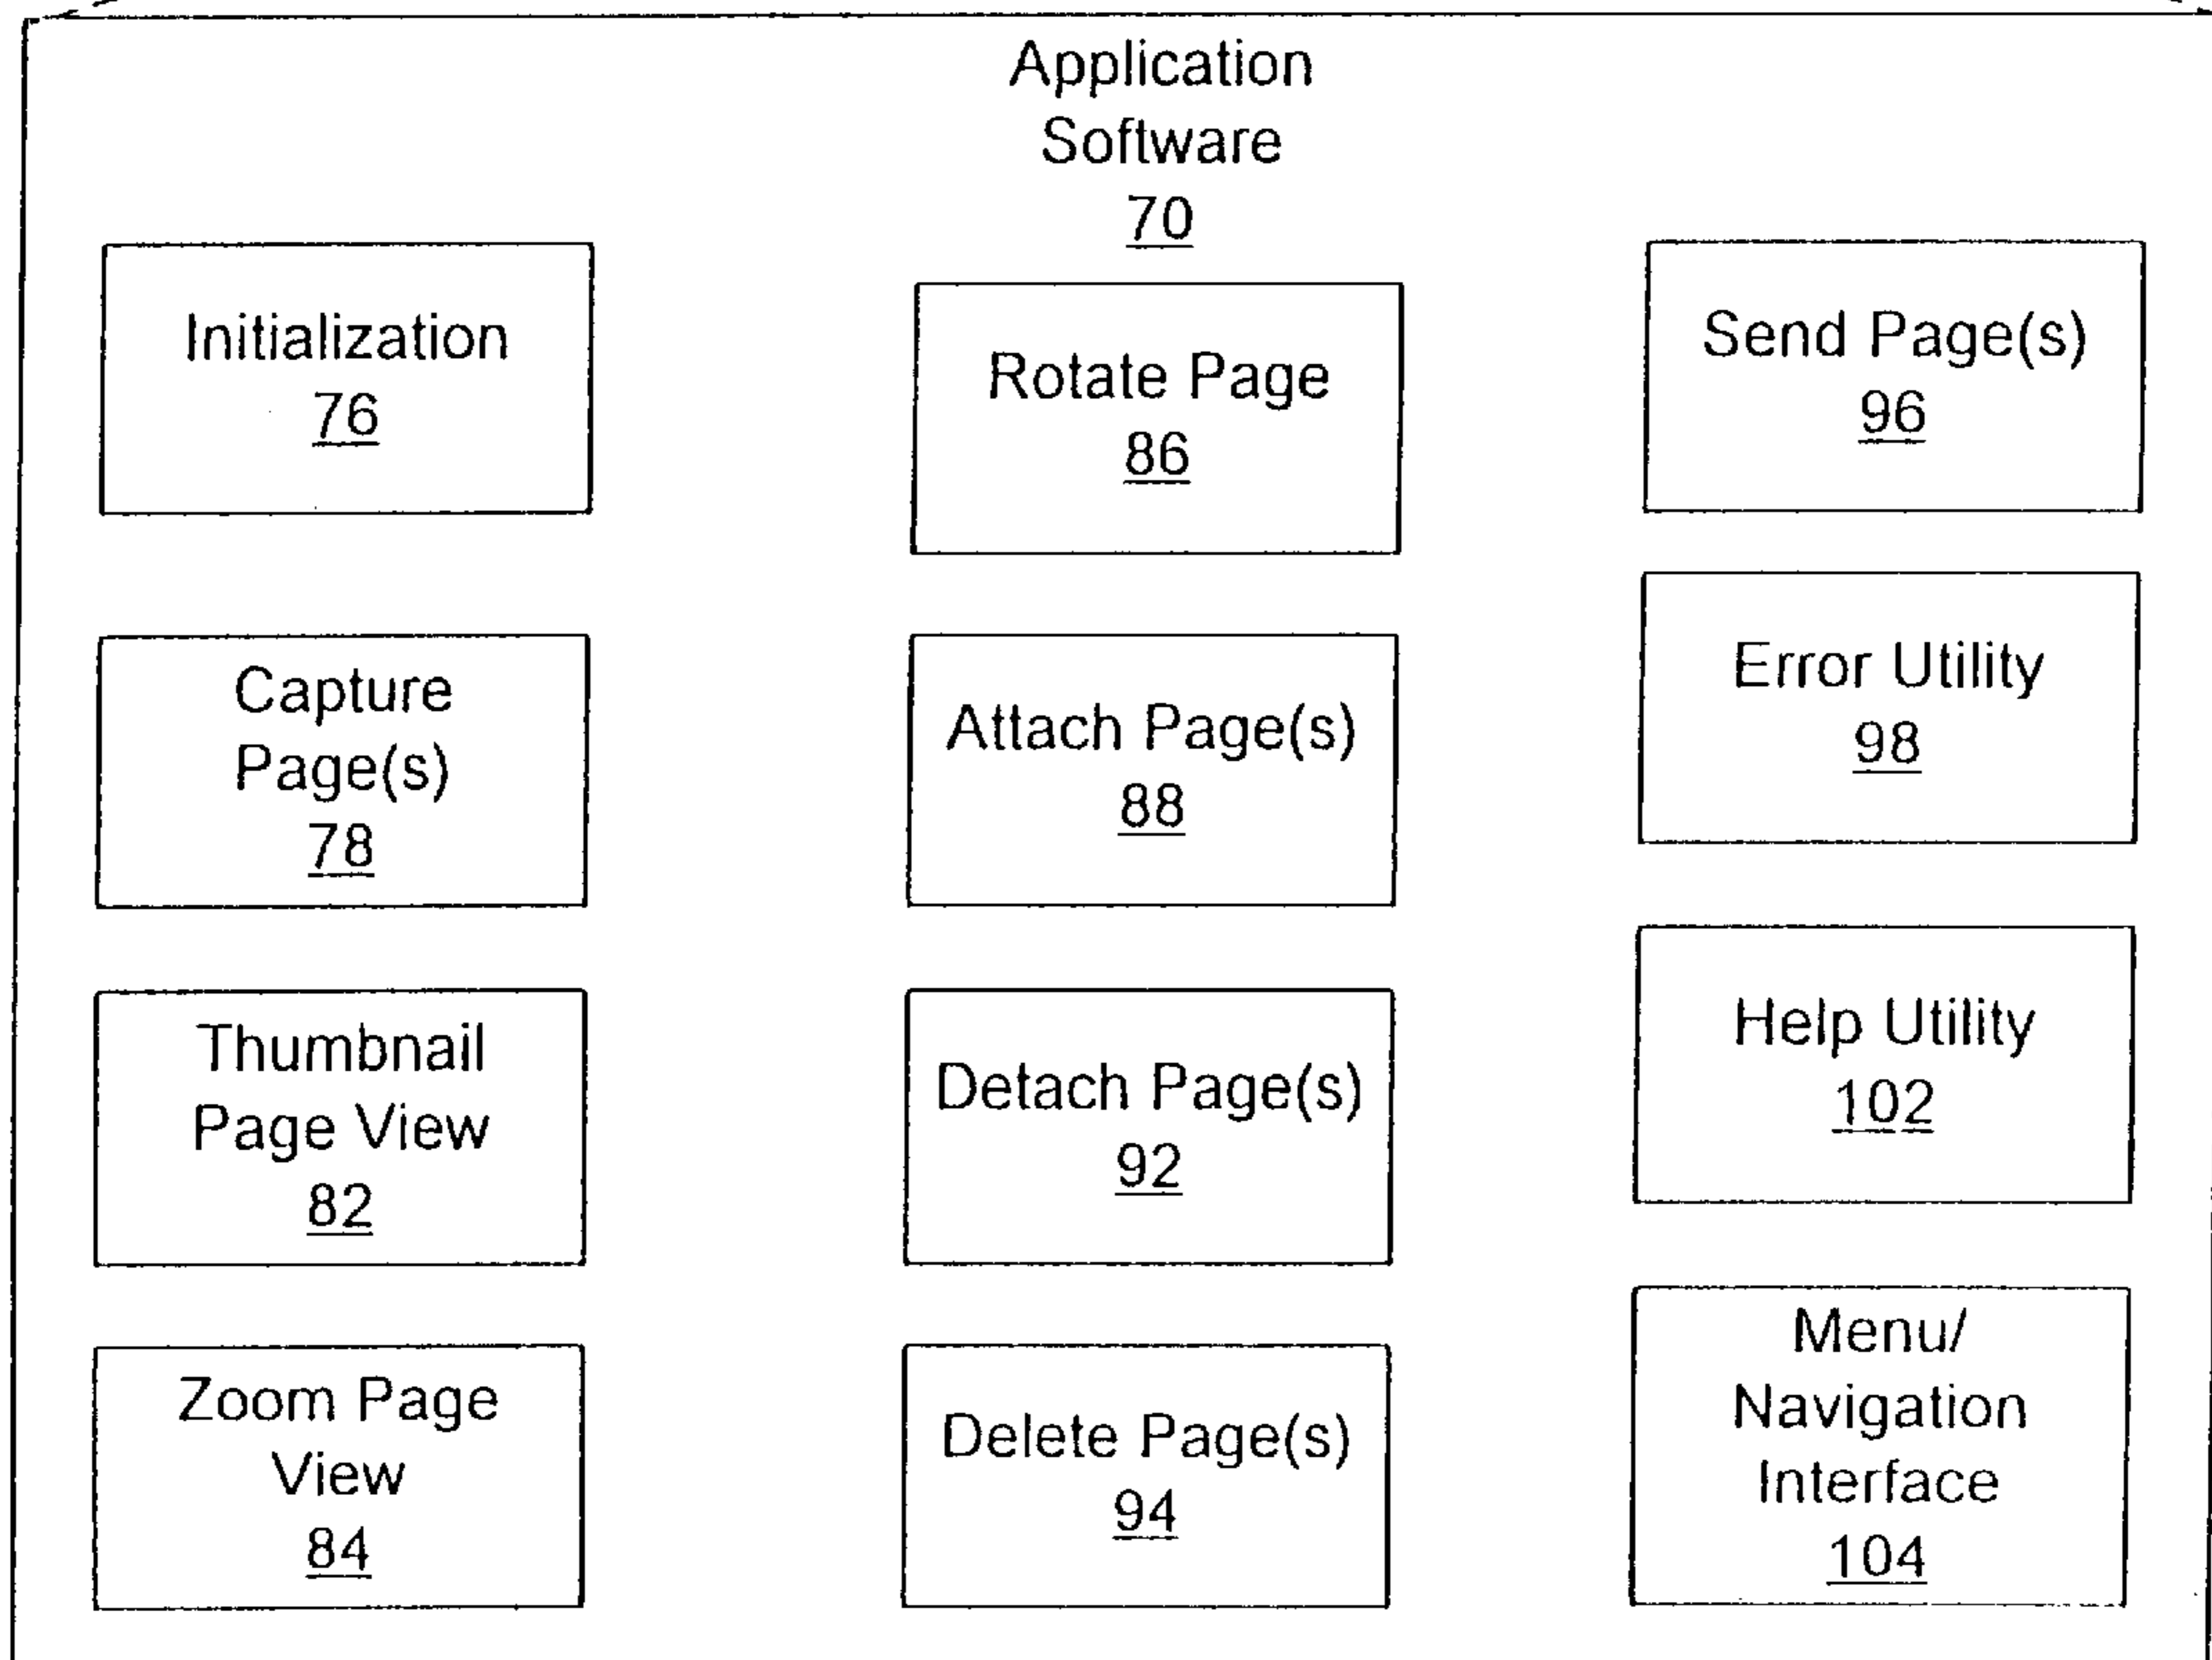 Application
Software
70
Initialization
76
Capture
Page(s)
78
Thumbnail
Page View
82
Zoom Page
View
84
Rotate Page
86
Attach Page(s)
88
Detach Page(s)
92
Delete Page(s)
94
Send Page(s)
96
Error Utility
98
Help Utility
102
Menu/
Navigation
Interface
104